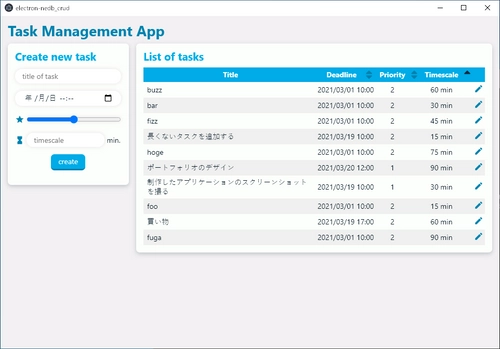 electron-nedb_crud
Task Management App
Create new task
title of task
年 /月/日 --:--
timescale
min.
create
List of tasks
Title Deadline Priority Timescale
buzz 2021/03/01 10:00 2 60 min
bar 2021/03/01 10:00 2 30 min
fizz 2021/03/01 10:00 2 45 min
長くないタスクを追加する 2021/03/19 10:00 2 15 min
hoge 2021/03/01 10:00 2 75 min
ポートフォリオのデザイン 2021/03/20 12:00 1 90 min
制作したアプリケーションのスクリーンショット
を撮る 2021/03/19 10:00 1 30 min
foo 2021/03/01 10:00 2 15 min
買い物 2021/03/19 17:00 2 60 min
fuga 2021/03/01 10:00 2 90 min